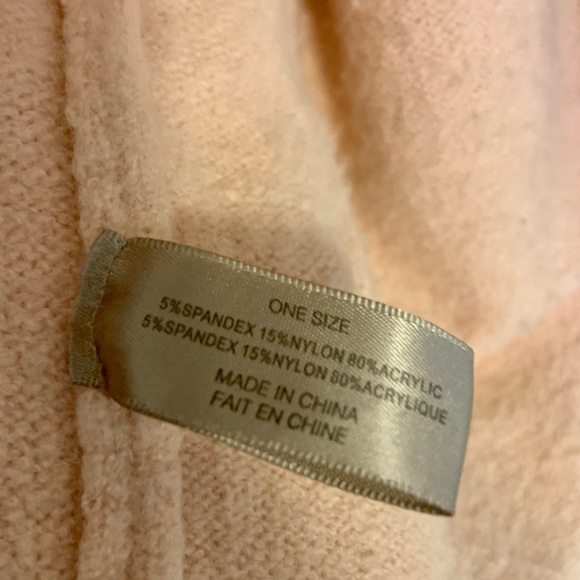 ONE SIZE
5%SPANDEX 15%NYLON 80%ACRYLIC
5%SPANDEX 15%NYLON 80%ACRYLIQUE
MADE IN CHINA
FAIT EN CHINE